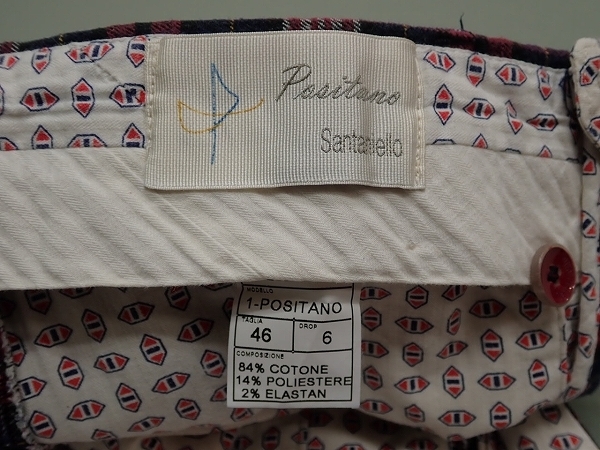 Positano
Santaniello
MODELLO
1-POSITANO
TAGLIA DROP
46 6
COMPOSIZIONE
84% COTONE
14% POLIESTERE
2% ELASTAN